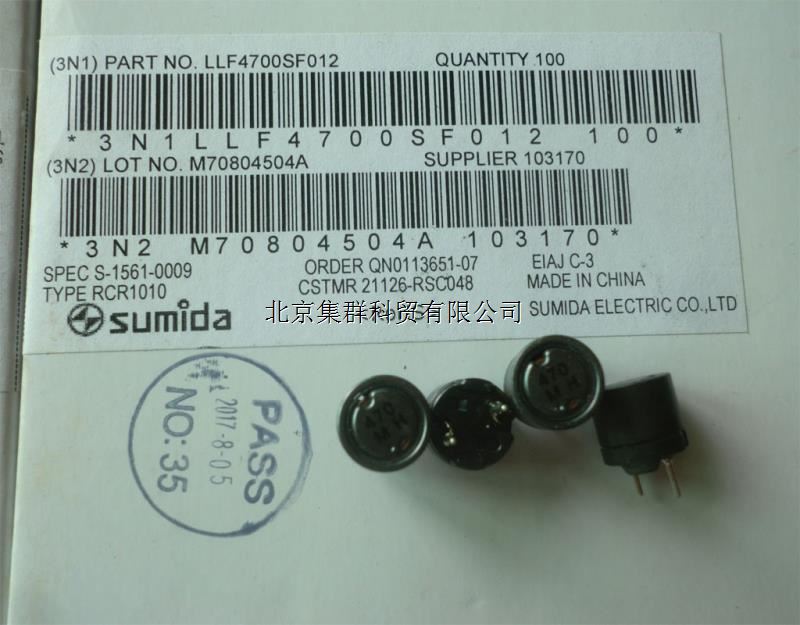 (3N1) PART NO. LLF4700SF012 QUANTITY 100
*3N1LLF4700SF012 100*
(3N2) LOT NO. M70804504A SUPPLIER 103170
*3N2 M70804504A 103170*
SPEC S-1561-0009 ORDER QN0113651-07 EIAJ C-3
TYPE RCR1010 CSTMR 21126-RSC048 MADE IN CHINA
sumida SUMIDA ELECTRIC CO.,LTD
北京集群科贸有限公司
PASS
2017-8-05
NO:35
470
M H
470
M H